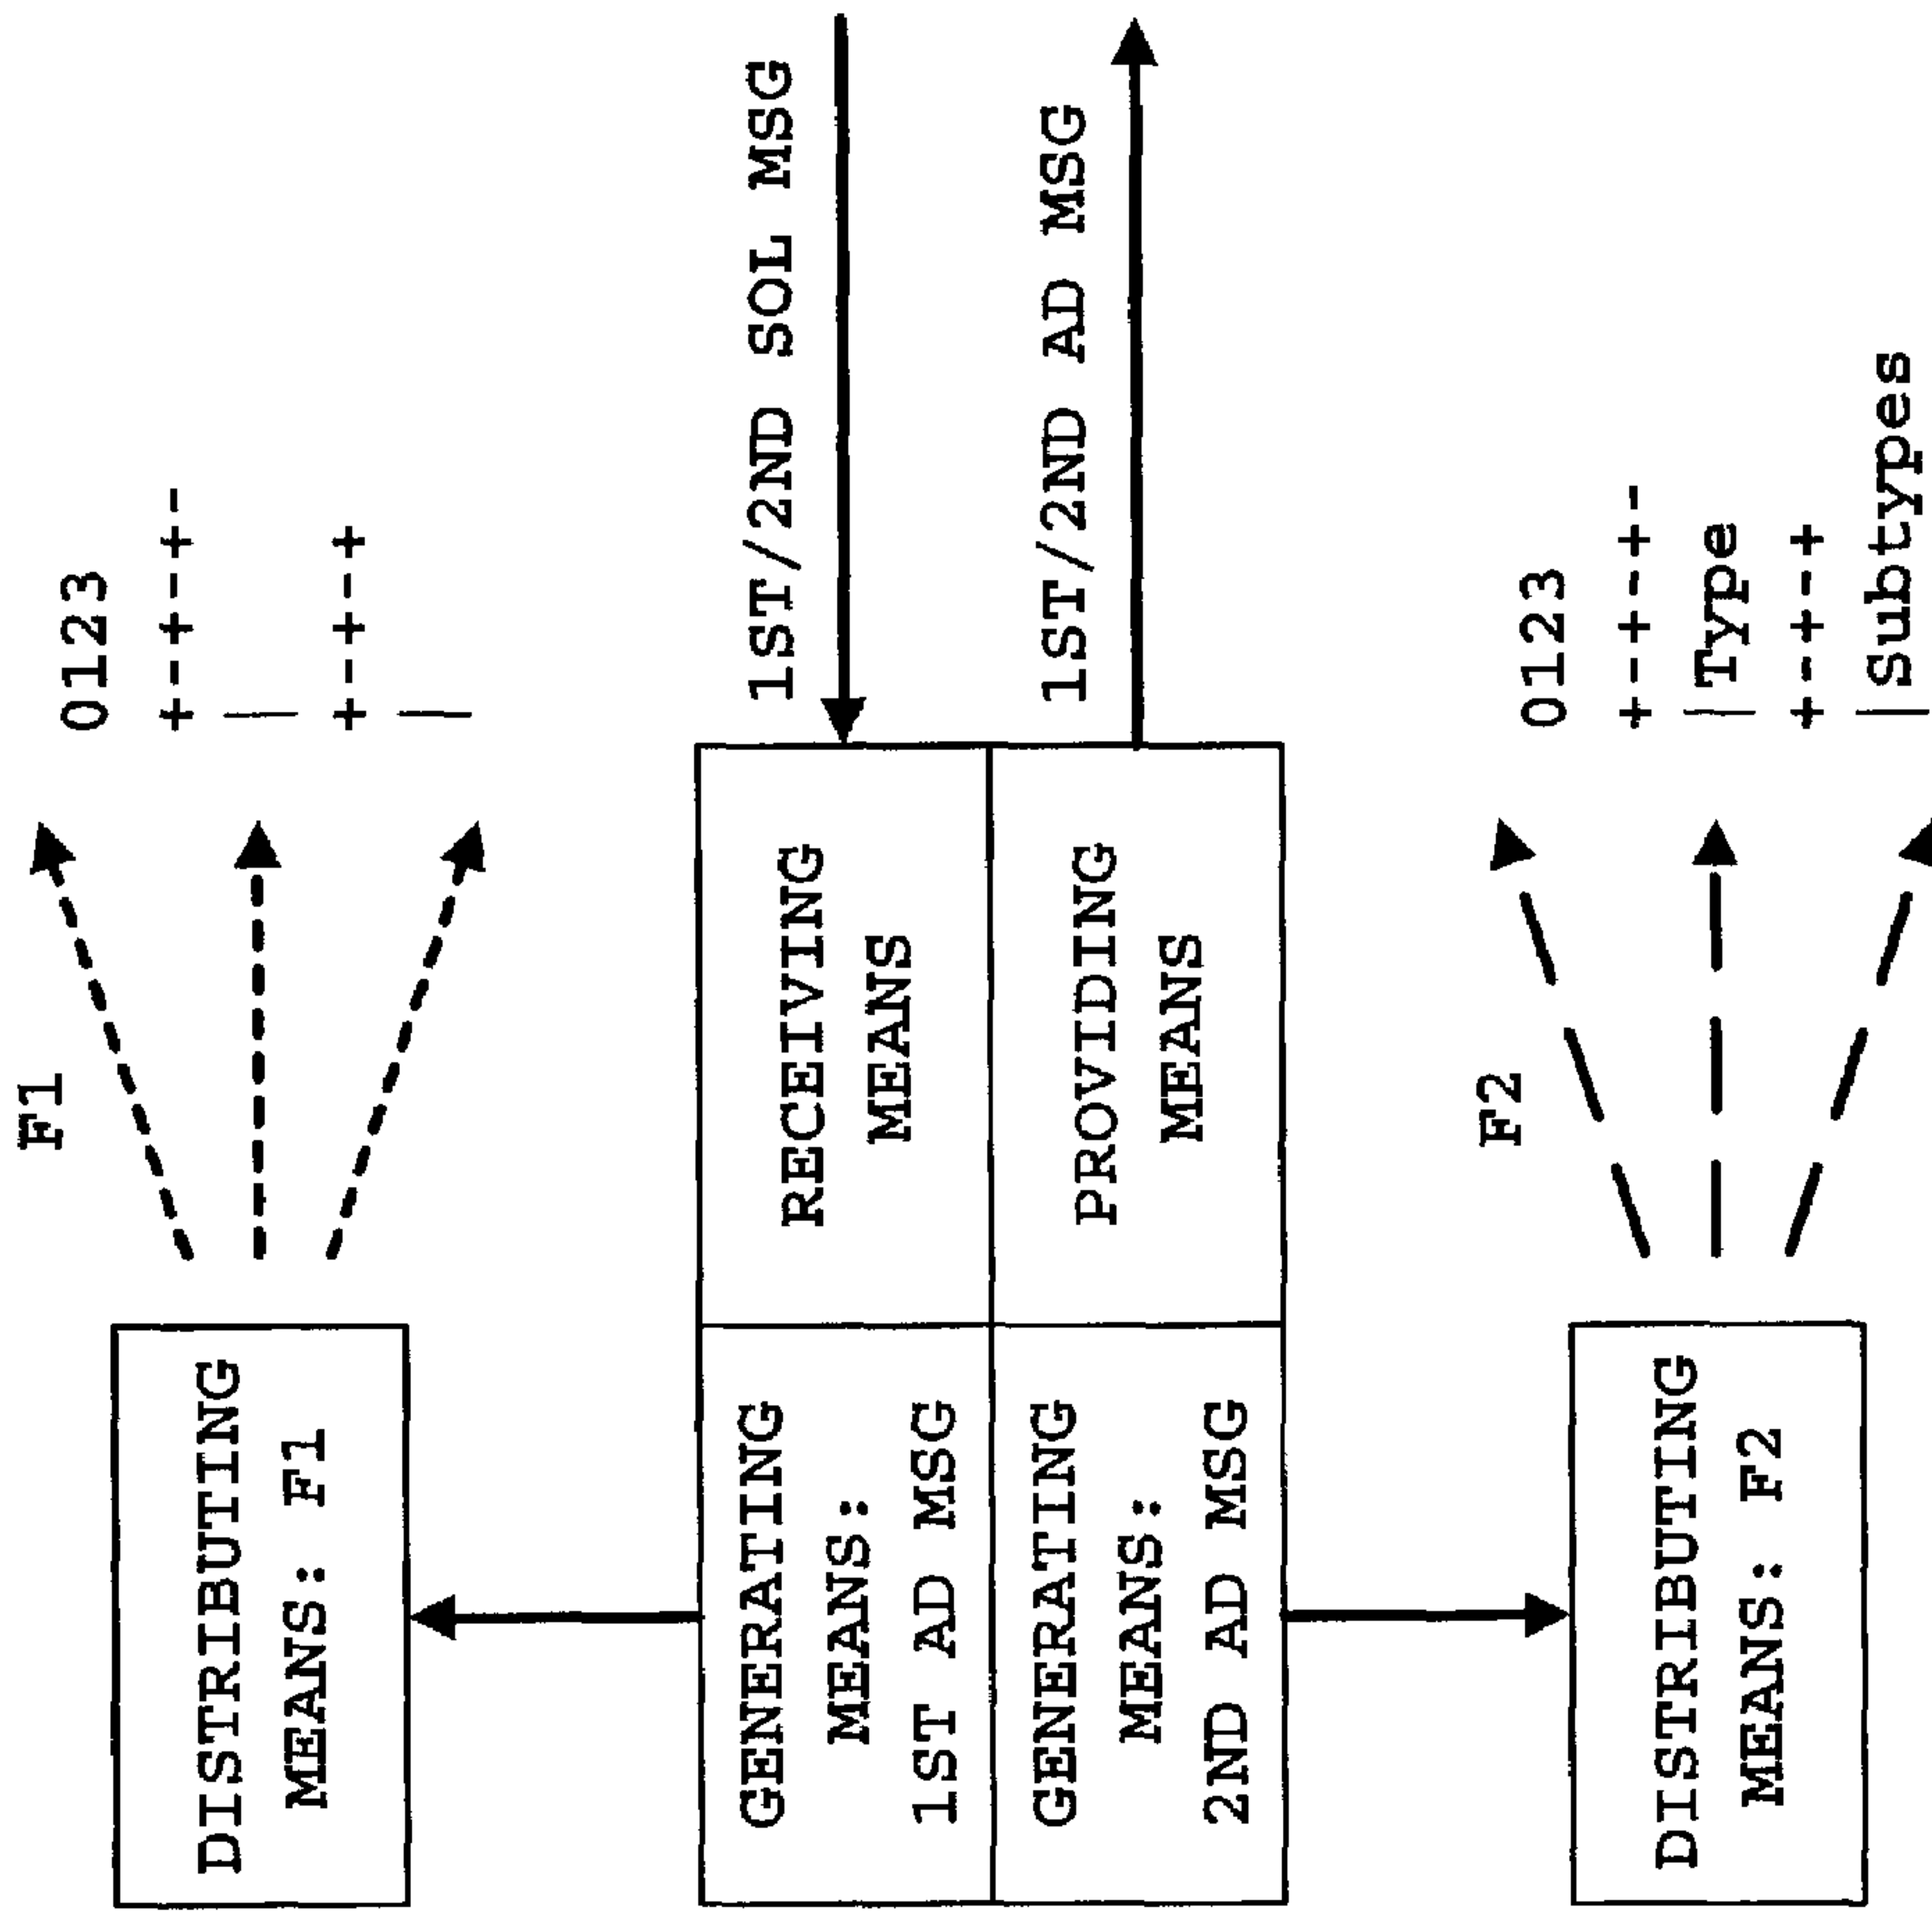 F1
DISTRIBUTING
MEANS: F1
0123
+-+-+-
|
+-+-+
|
GENERATING
MEANS:
1ST AD MSG
RECEIVING
MEANS
1ST/2ND SOL MSG
GENERATING
MEANS:
2ND AD MSG
PROVIDING
MEANS
1ST/2ND AD MSG
F2
DISTRIBUTING
MEANS: F2
0123
+-+-+-
|Type
+-+-+
|Subtypes